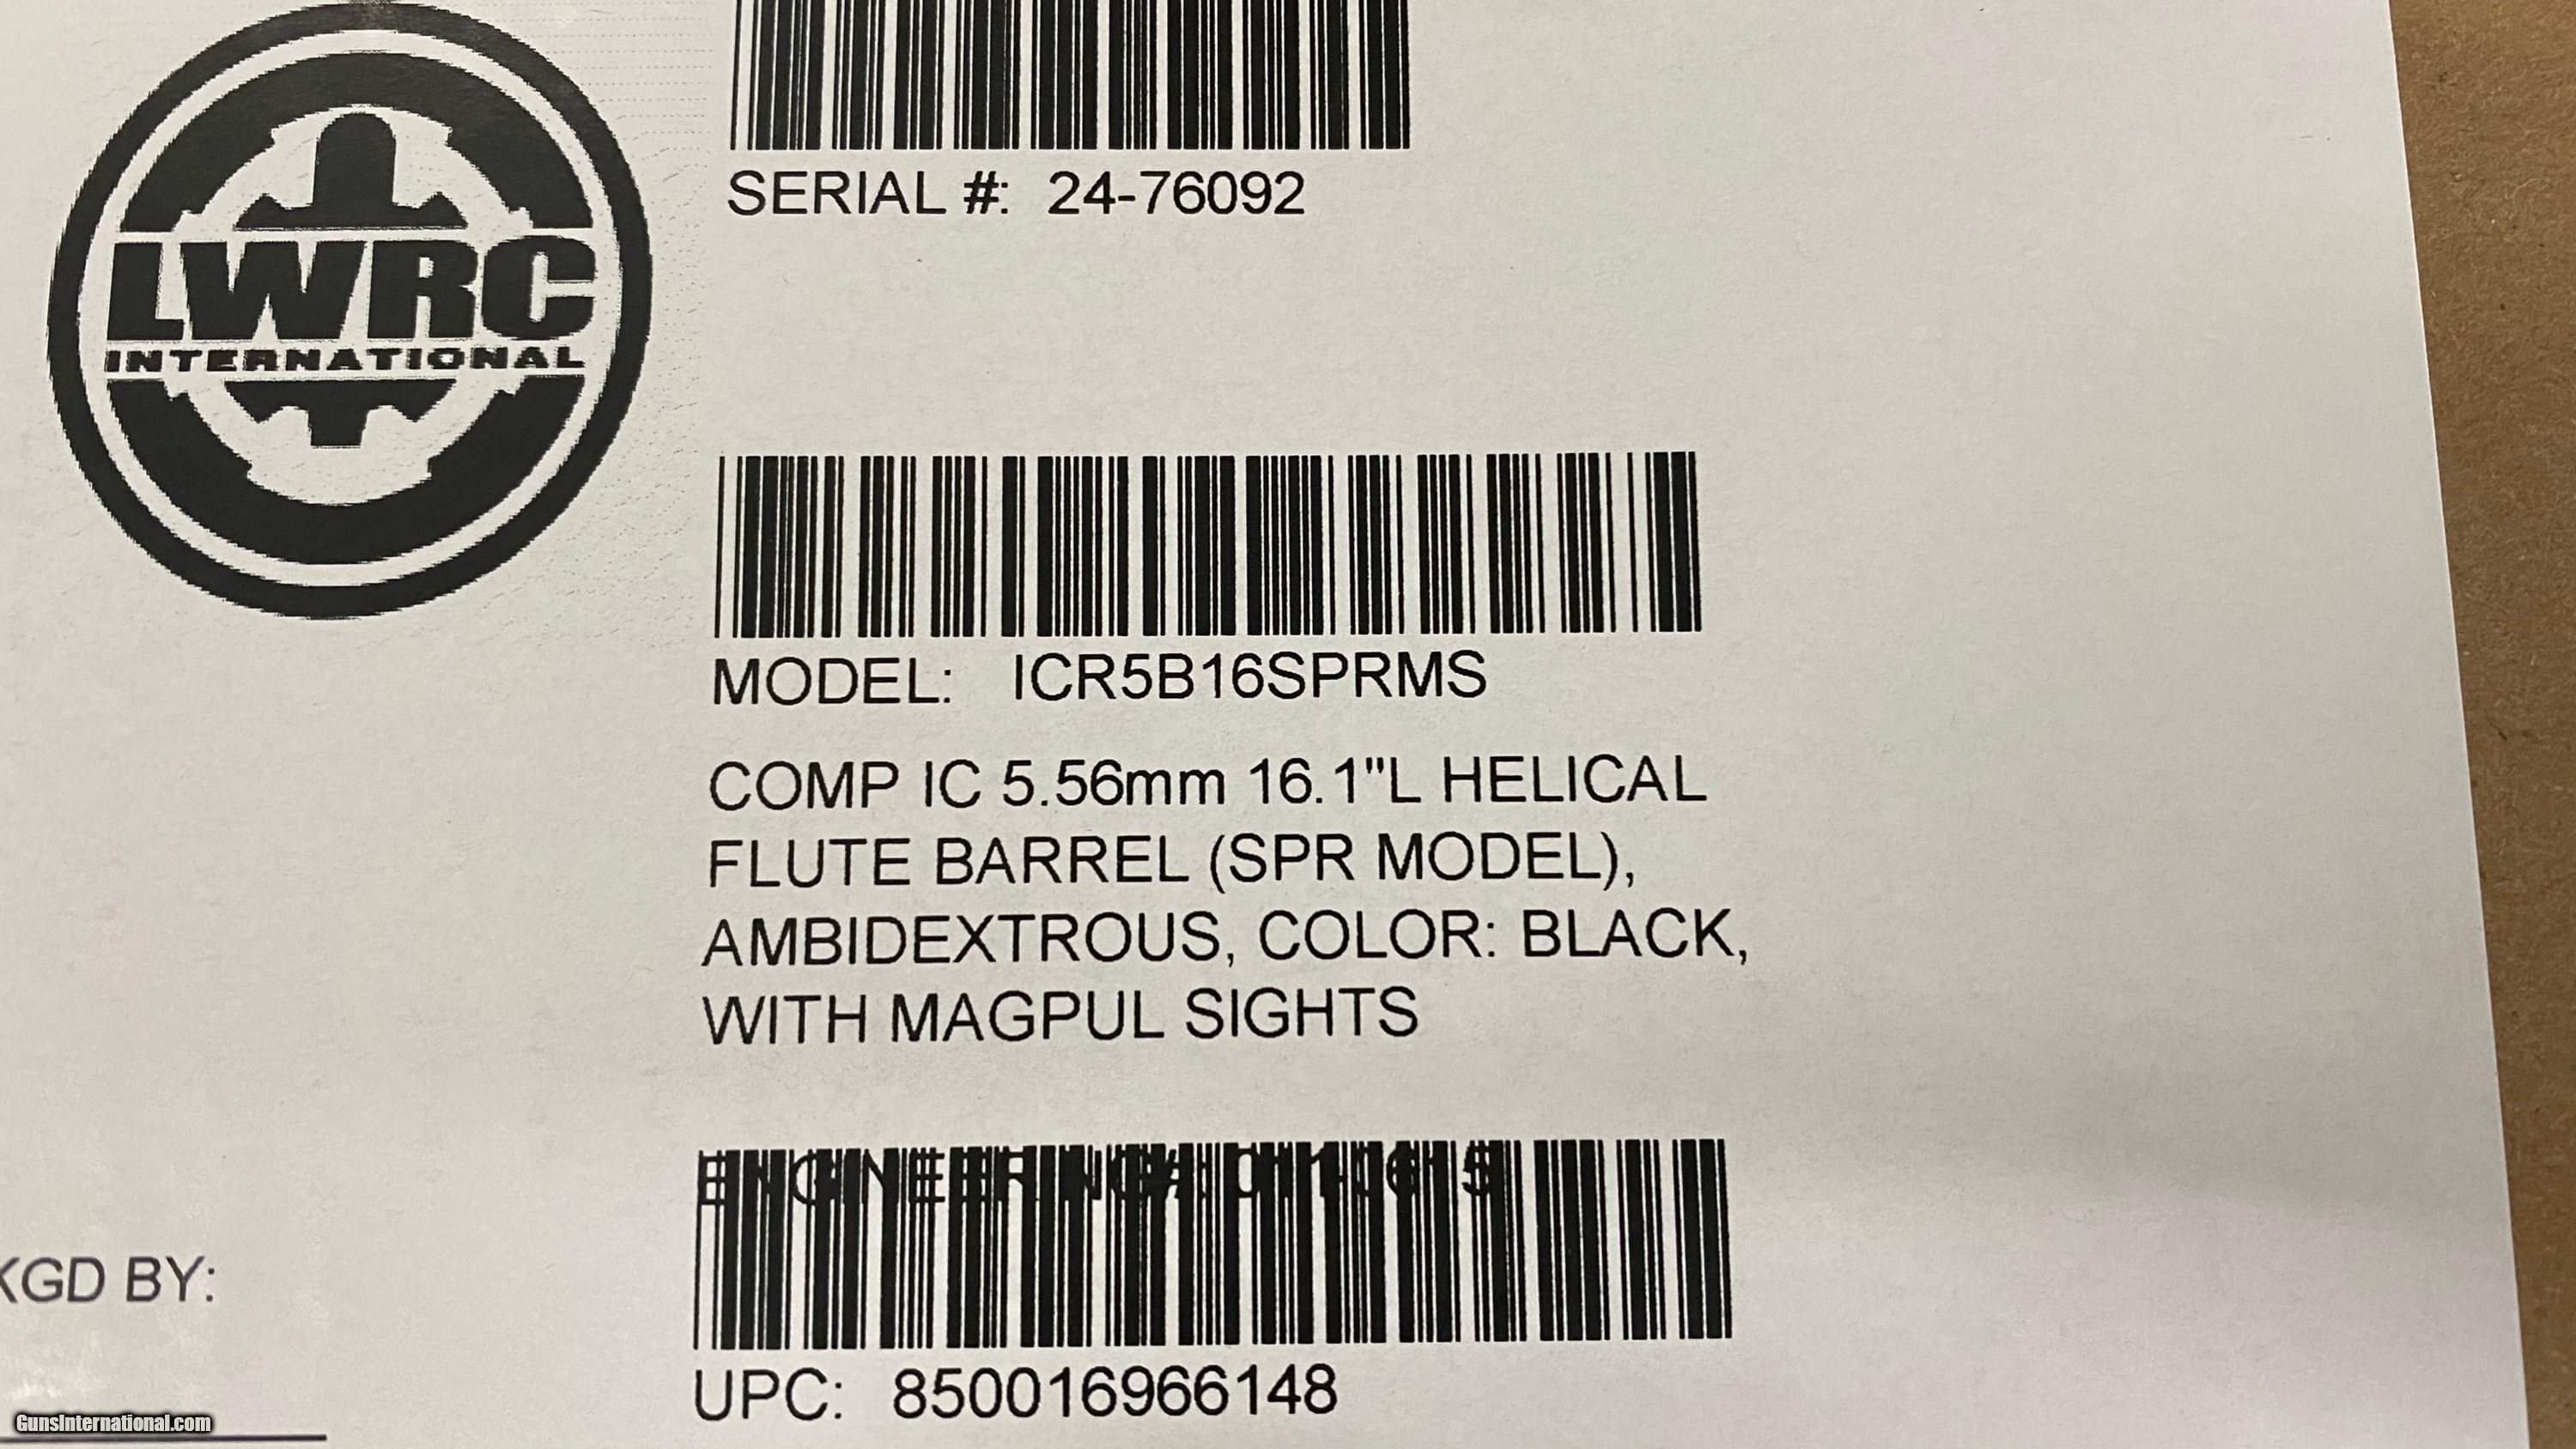 LWRC
INTERNATIONAL
SERIAL #: 24-76092
MODEL: ICR5B16SPRMS
COMP IC 5.56mm 16.1"L HELICAL
FLUTE BARREL (SPR MODEL),
AMBIDEXTROUS, COLOR: BLACK,
WITH MAGPUL SIGHTS
KGD BY:
UPC: 850016966148
GunsInternational.com